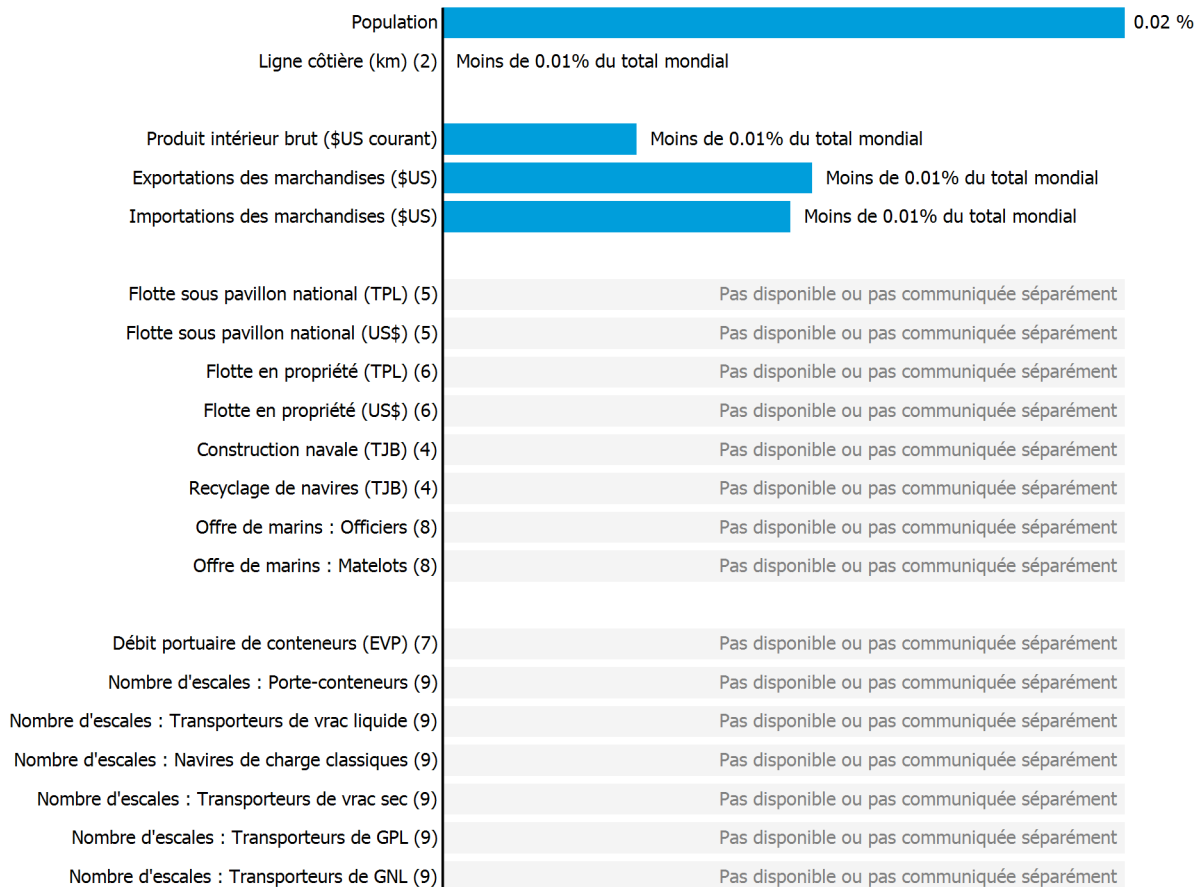 Population 0.02 %
Ligne côtière (km) (2) Moins de 0.01% du total mondial
Produit intérieur brut ($US courant) Moins de 0.01% du total mondial
Exportations des marchandises ($US) Moins de 0.01% du total mondial
Importations des marchandises ($US) Moins de 0.01% du total mondial
Flotte sous pavillon national (TPL) (5) Pas disponible ou pas communiquée séparément
Flotte sous pavillon national (US$) (5) Pas disponible ou pas communiquée séparément
Flotte en propriété (TPL) (6) Pas disponible ou pas communiquée séparément
Flotte en propriété (US$) (6) Pas disponible ou pas communiquée séparément
Construction navale (TJB) (4) Pas disponible ou pas communiquée séparément
Recyclage de navires (TJB) (4) Pas disponible ou pas communiquée séparément
Offre de marins : Officiers (8) Pas disponible ou pas communiquée séparément
Offre de marins : Matelots (8) Pas disponible ou pas communiquée séparément
Débit portuaire de conteneurs (EVP) (7) Pas disponible ou pas communiquée séparément
Nombre d'escales : Porte-conteneurs (9) Pas disponible ou pas communiquée séparément
Nombre d'escales : Transporteurs de vrac liquide (9) Pas disponible ou pas communiquée séparément
Nombre d'escales : Navires de charge classiques (9) Pas disponible ou pas communiquée séparément
Nombre d'escales : Transporteurs de vrac sec (9) Pas disponible ou pas communiquée séparément
Nombre d'escales : Transporteurs de GPL (9) Pas disponible ou pas communiquée séparément
Nombre d'escales : Transporteurs de GNL (9) Pas disponible ou pas communiquée séparément